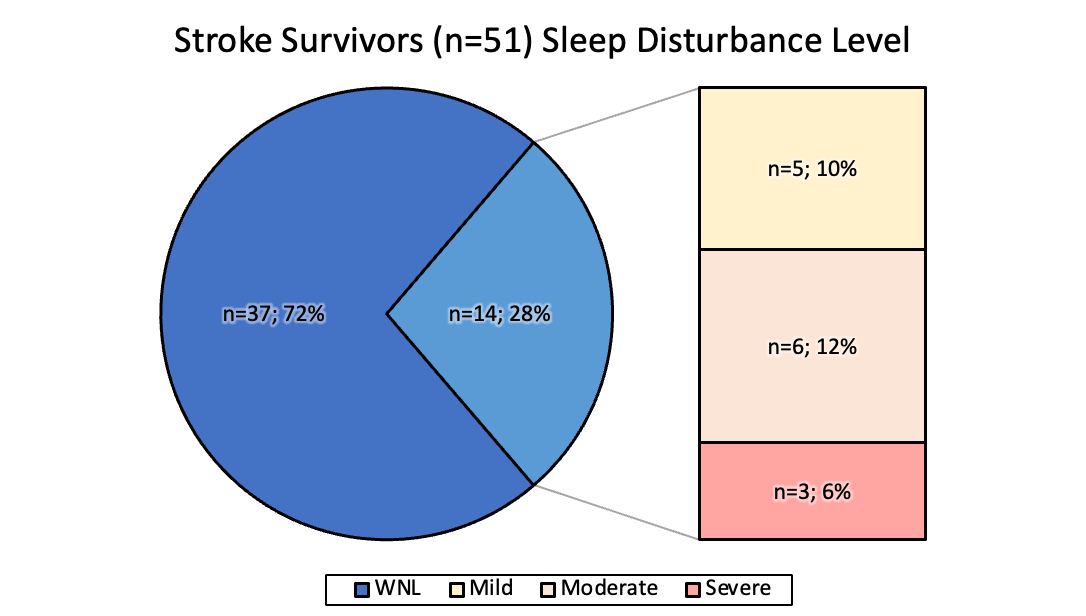 Stroke Survivors (n=51) Sleep Disturbance Level
n=5; 10%
n=37; 72%
n=14; 28%
n=6; 12%
n=3; 6%
WNL Mild Moderate Severe